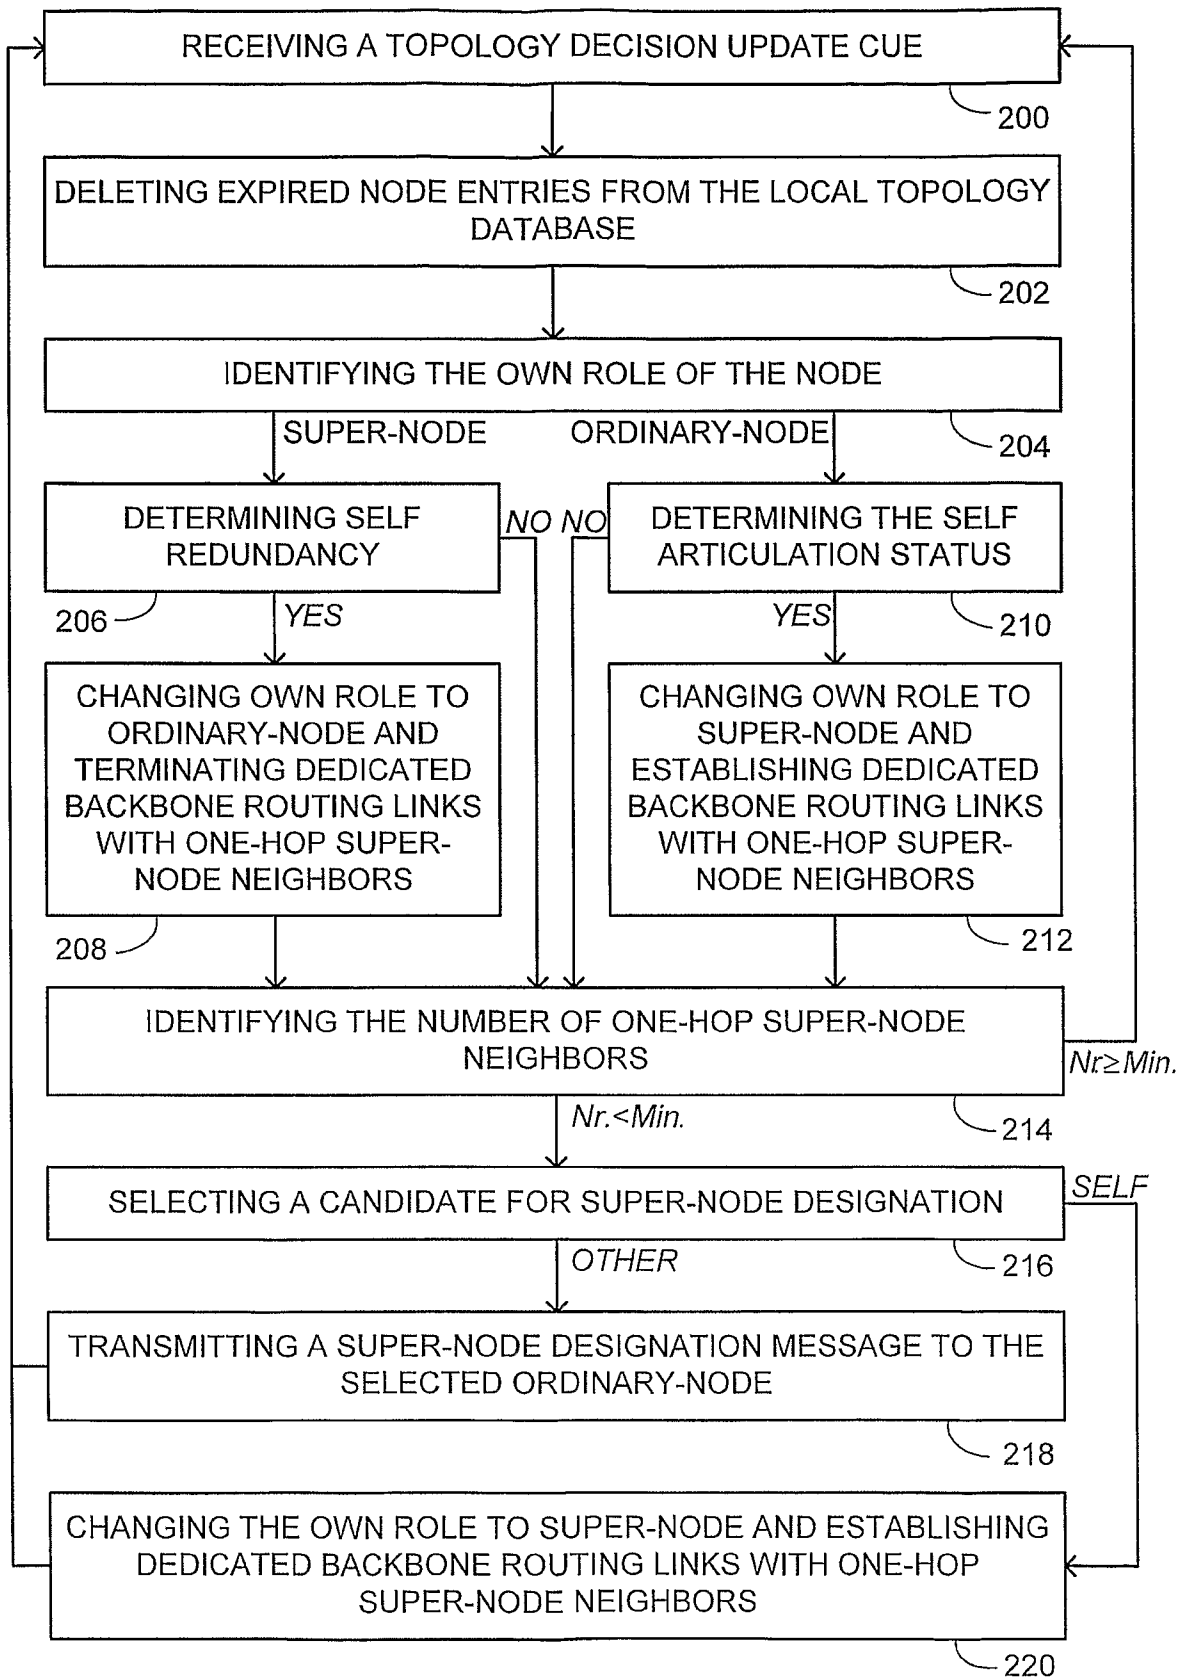 RECEIVING A TOPOLOGY DECISION UPDATE CUE
200
DELETING EXPIRED NODE ENTRIES FROM THE LOCAL TOPOLOGY
DATABASE
202
IDENTIFYING THE OWN ROLE OF THE NODE
204
SUPER-NODE
ORDINARY-NODE
DETERMINING SELF
REDUNDANCY
206
NO
NO
DETERMINING THE SELF
ARTICULATION STATUS
210
YES
YES
CHANGING OWN ROLE TO
ORDINARY-NODE AND
TERMINATING DEDICATED
BACKBONE ROUTING LINKS
WITH ONE-HOP SUPER-
NODE NEIGHBORS
208
CHANGING OWN ROLE TO
SUPER-NODE AND
ESTABLISHING DEDICATED
BACKBONE ROUTING LINKS
WITH ONE-HOP SUPER-
NODE NEIGHBORS
212
IDENTIFYING THE NUMBER OF ONE-HOP SUPER-NODE
NEIGHBORS
Nr.≥Min.
214
Nr.<Min.
SELECTING A CANDIDATE FOR SUPER-NODE DESIGNATION
SELF
216
OTHER
TRANSMITTING A SUPER-NODE DESIGNATION MESSAGE TO THE
SELECTED ORDINARY-NODE
218
CHANGING THE OWN ROLE TO SUPER-NODE AND ESTABLISHING
DEDICATED BACKBONE ROUTING LINKS WITH ONE-HOP
SUPER-NODE NEIGHBORS
220